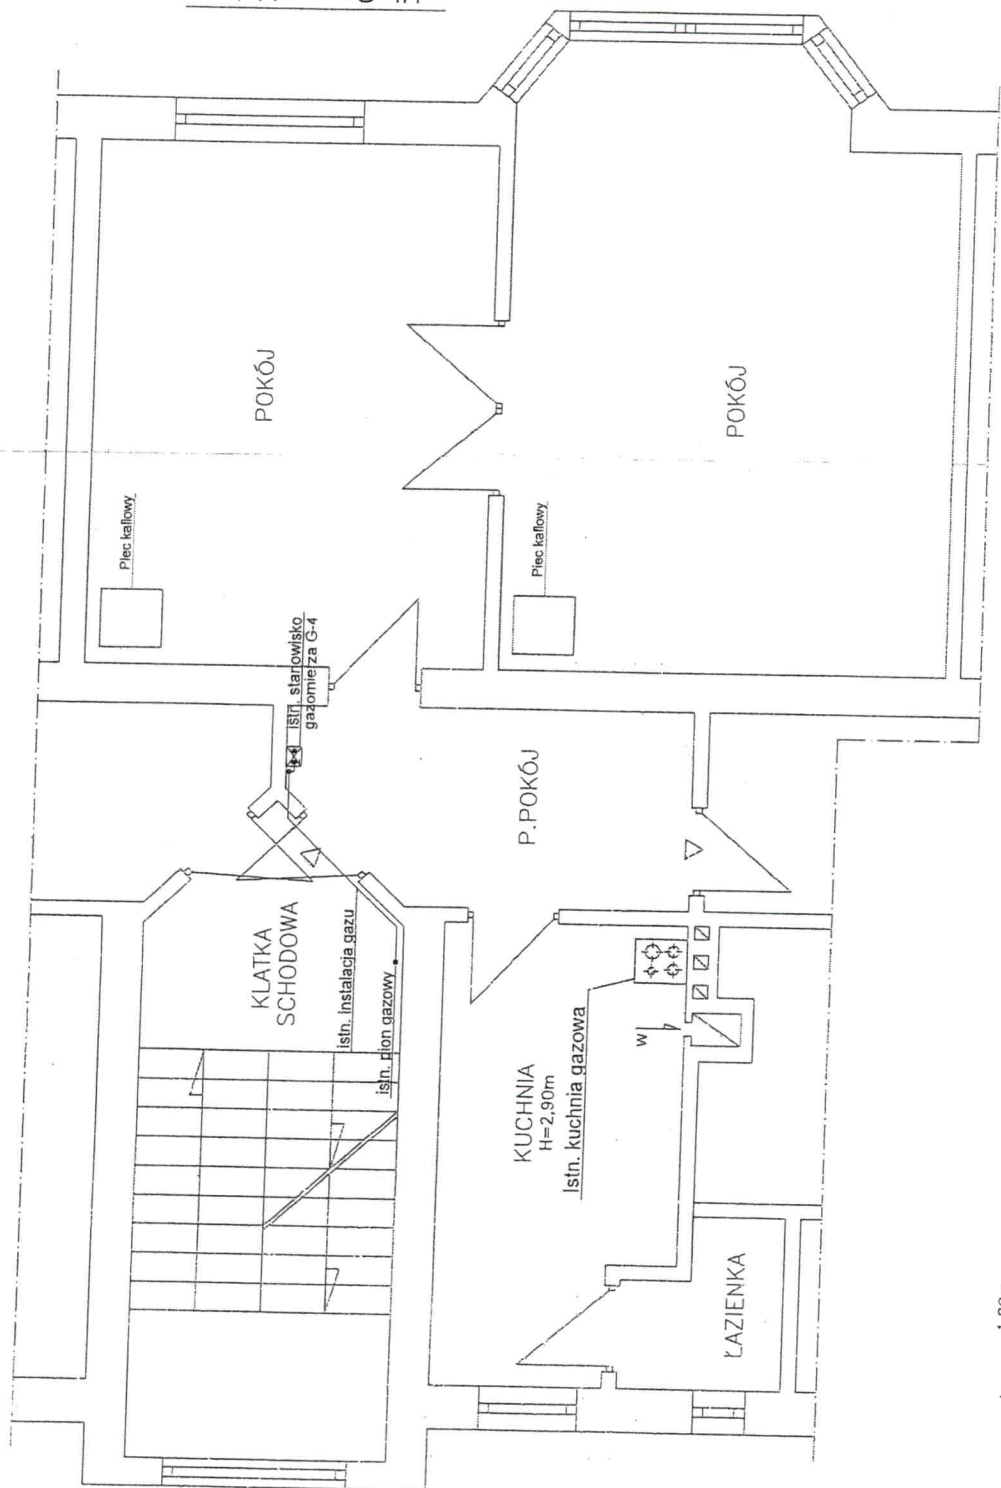 POKÓJ
Piec kaflowy
POKÓJ
Piec kaflowy
istn. stanowisko
gazomierza G-4
P.POKÓJ
KLATKA
SCHODOWA
istn. instalacja gazu
istn. pion gazowy
KUCHNIA
H=2,90m
Istn. kuchnia gazowa
W
ŁAZIENKA